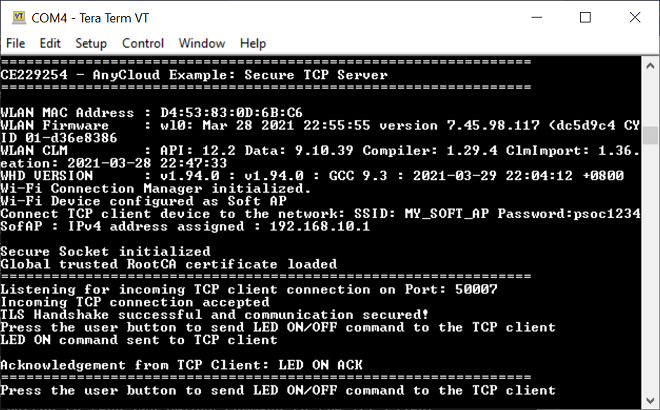 COM4 - Tera Term VT
File Edit Setup Control Window Help
==============================================================
CE229254 - AnyCloud Example: Secure TCP Server
==============================================================
WLAN MAC Address : D4:53:83:0D:6B:C6
WLAN Firmware : wl0: Mar 28 2021 22:55:55 version 7.45.98.117 (dc5d9c4 CY
ID 01-d36e8386
WLAN CLM : API: 12.2 Data: 9.10.39 Compiler: 1.29.4 ClmImport: 1.36.
eation: 2021-03-28 22:47:33
WHD VERSION : v1.94.0 : v1.94.0 : GCC 9.3 : 2021-03-29 22:04:12 +0800
Wi-Fi Connection Manager initialized.
Wi-Fi Device configured as Soft AP
Connect TCP client device to the network: SSID: MY_SOFT_AP Password:psoc1234
SofAP : IPv4 address assigned : 192.168.10.1
Secure Socket initialized
Global trusted RootCA certificate loaded
==============================================================
Listening for incoming TCP client connection on Port: 50007
Incoming TCP connection accepted
TLS Handshake successful and communication secured!
Press the user button to send LED ON/OFF command to the TCP client
LED ON command sent to TCP client
Acknowledgement from TCP Client: LED ON ACK
==============================================================
Press the user button to send LED ON/OFF command to the TCP client